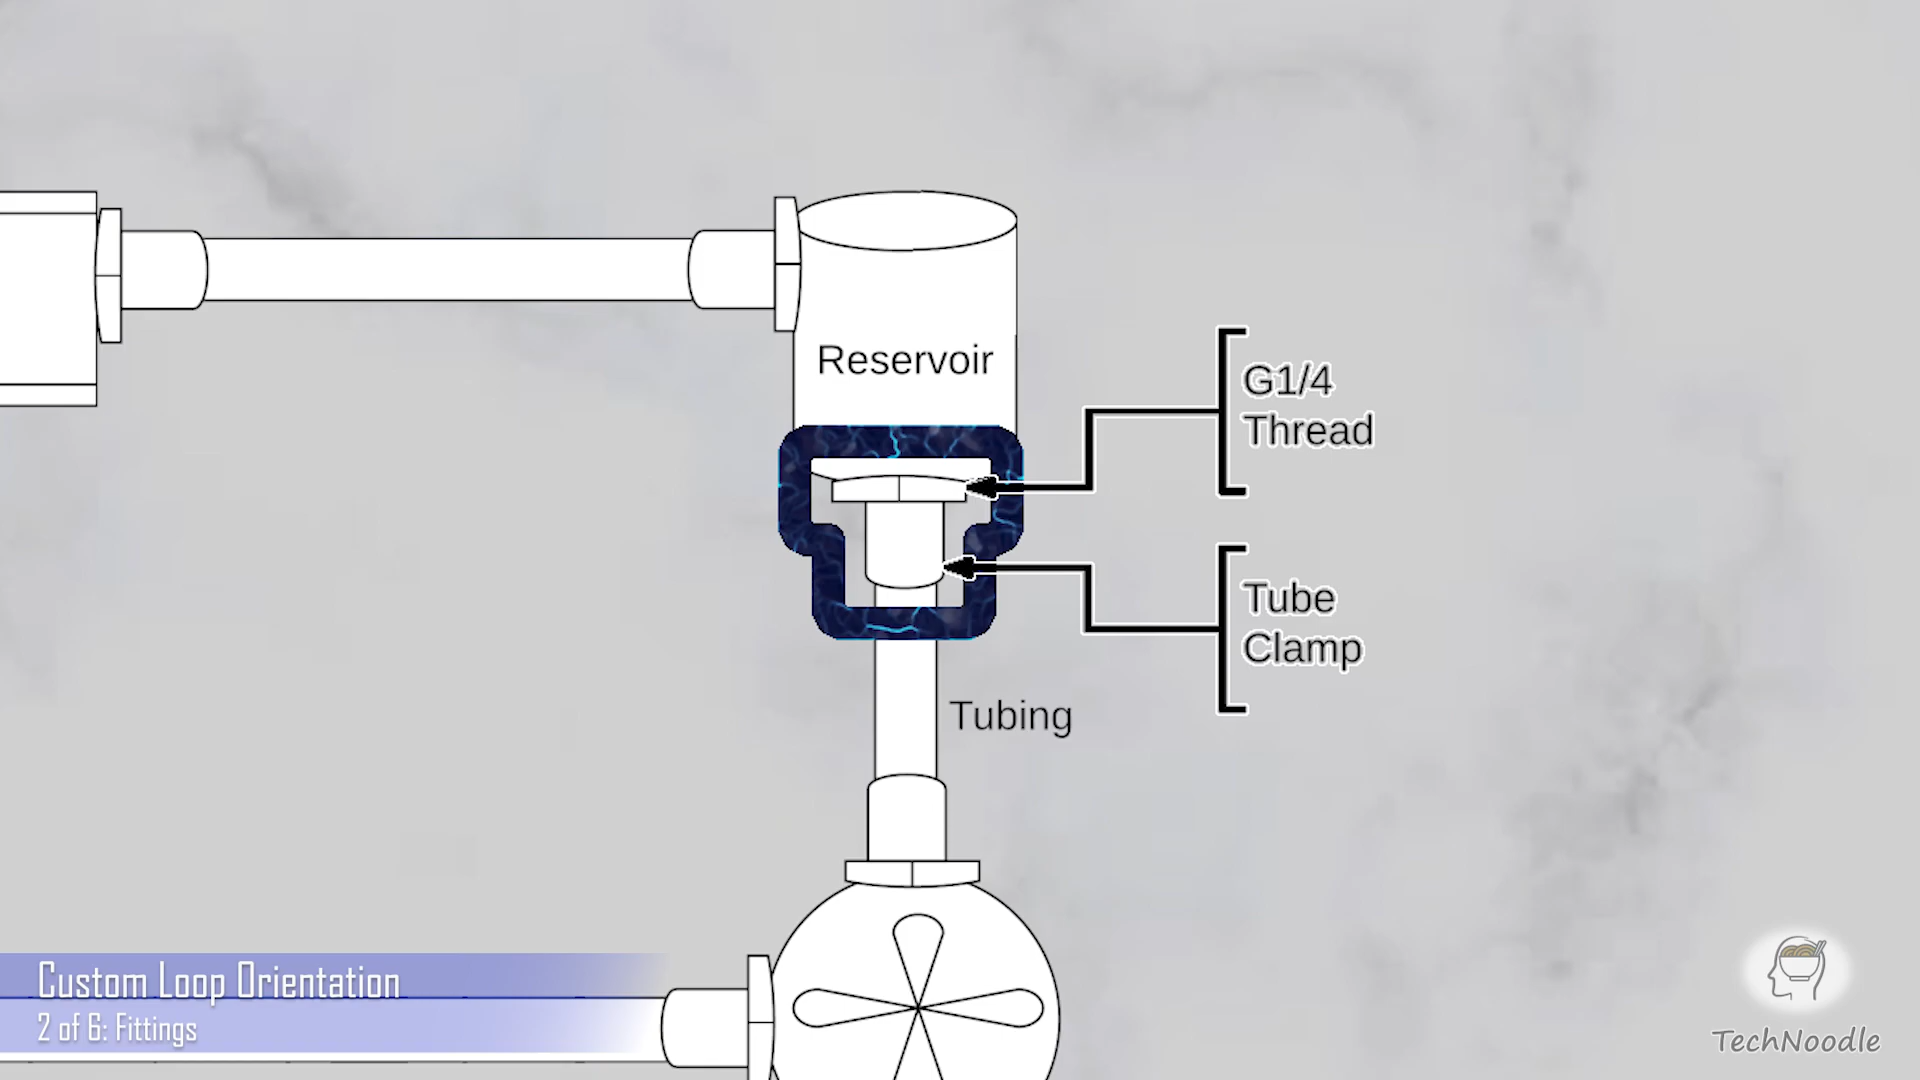 Reservoir
G1/4
Thread
Tube
Clamp
Tubing
Custom Loop Orientation
2 of 6: Fittings
TechNoodle